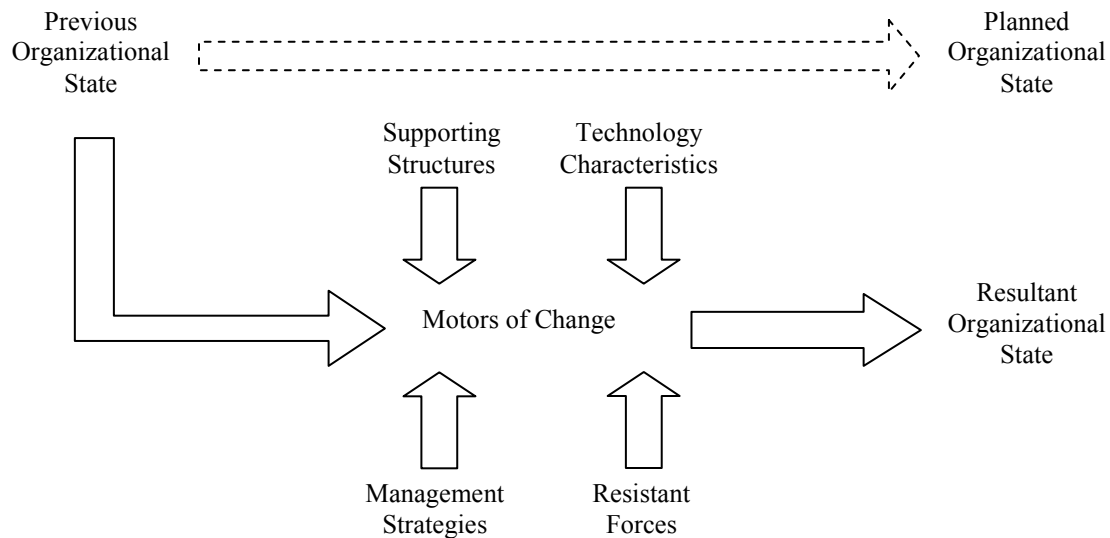 Previous
Organizational
State
Planned
Organizational
State
Supporting
Structures
Technology
Characteristics
Motors of Change
Resultant
Organizational
State
Management
Strategies
Resistant
Forces